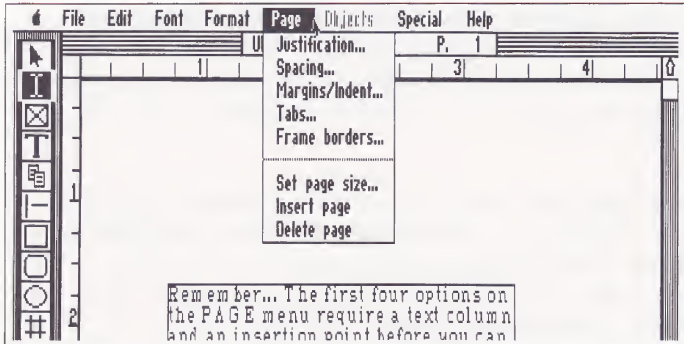 File Edit Font Format Page Objects Special Help
P. 1
Justification...
Spacing...
Margins/Indent...
Tabs...
Frame borders...
Set page size...
Insert page
Delete page
1 3 4
T
1
2
Remember... The first four options on
the PAGE menu require a text column
and an insertion point before you can